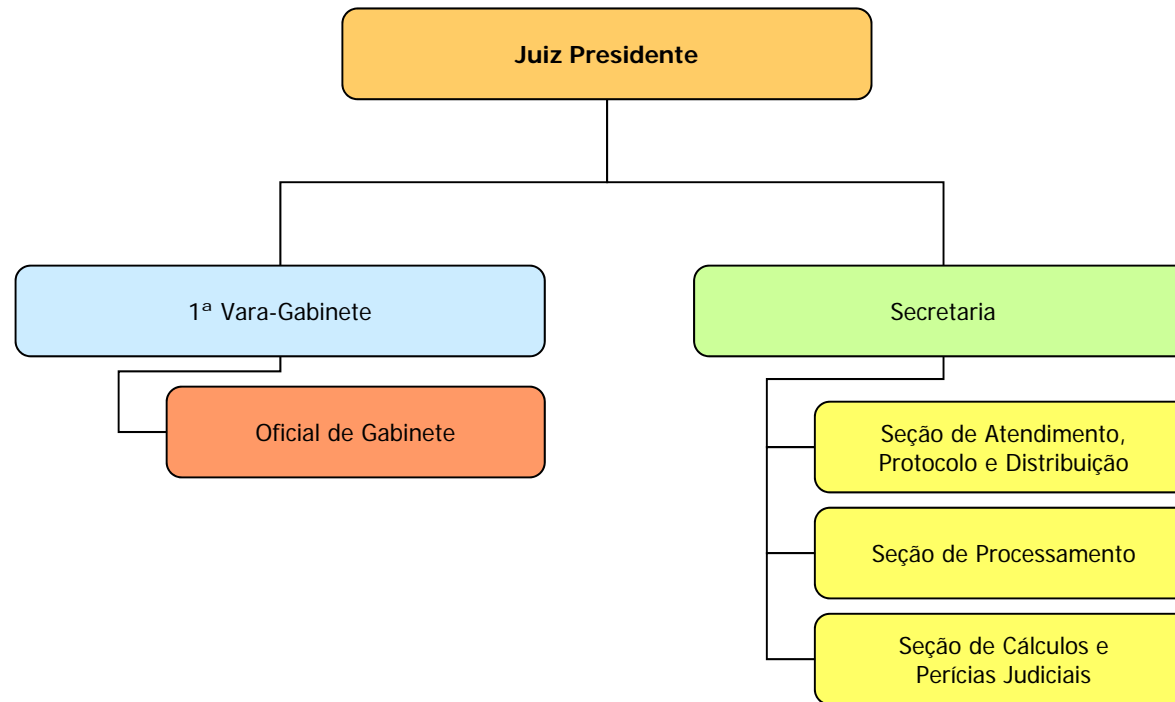 Juiz Presidente
1ª Vara-Gabinete
Oficial de Gabinete
Secretaria
Seção de Atendimento,
Protocolo e Distribuição
Seção de Processamento
Seção de Cálculos e
Perícias Judiciais